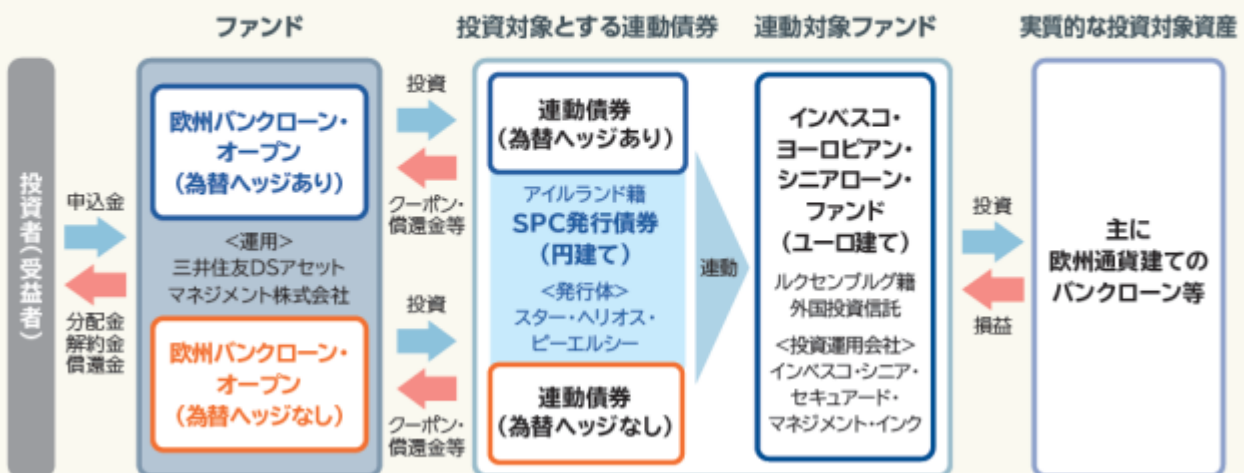 ファンド
投資対象とする連動債券
連動対象ファンド
実質的な投資対象資産
投資者（受益者）
申込金
分配金
解約金
償還金
欧州バンクローン・
オープン
（為替ヘッジあり）
<運用>
三井住友DSアセット
マネジメント株式会社
欧州バンクローン・
オープン
（為替ヘッジなし）
投資
クーポン・
償還金等
投資
クーポン・
償還金等
連動債券
（為替ヘッジあり）
アイルランド籍
SPC発行債券
（円建て）
<発行体>
スター・ヘリオス・
ピーエルシー
連動債券
（為替ヘッジなし）
連動
インベスコ・
ヨーロピアン・
シニアローン・
ファンド
（ユーロ建て）
ルクセンブルグ籍
外国投資信託
<投資運用会社>
インベスコ・シニア・
セキュアード・
マネジメント・インク
投資
損益
主に
欧州通貨建ての
バンクローン等